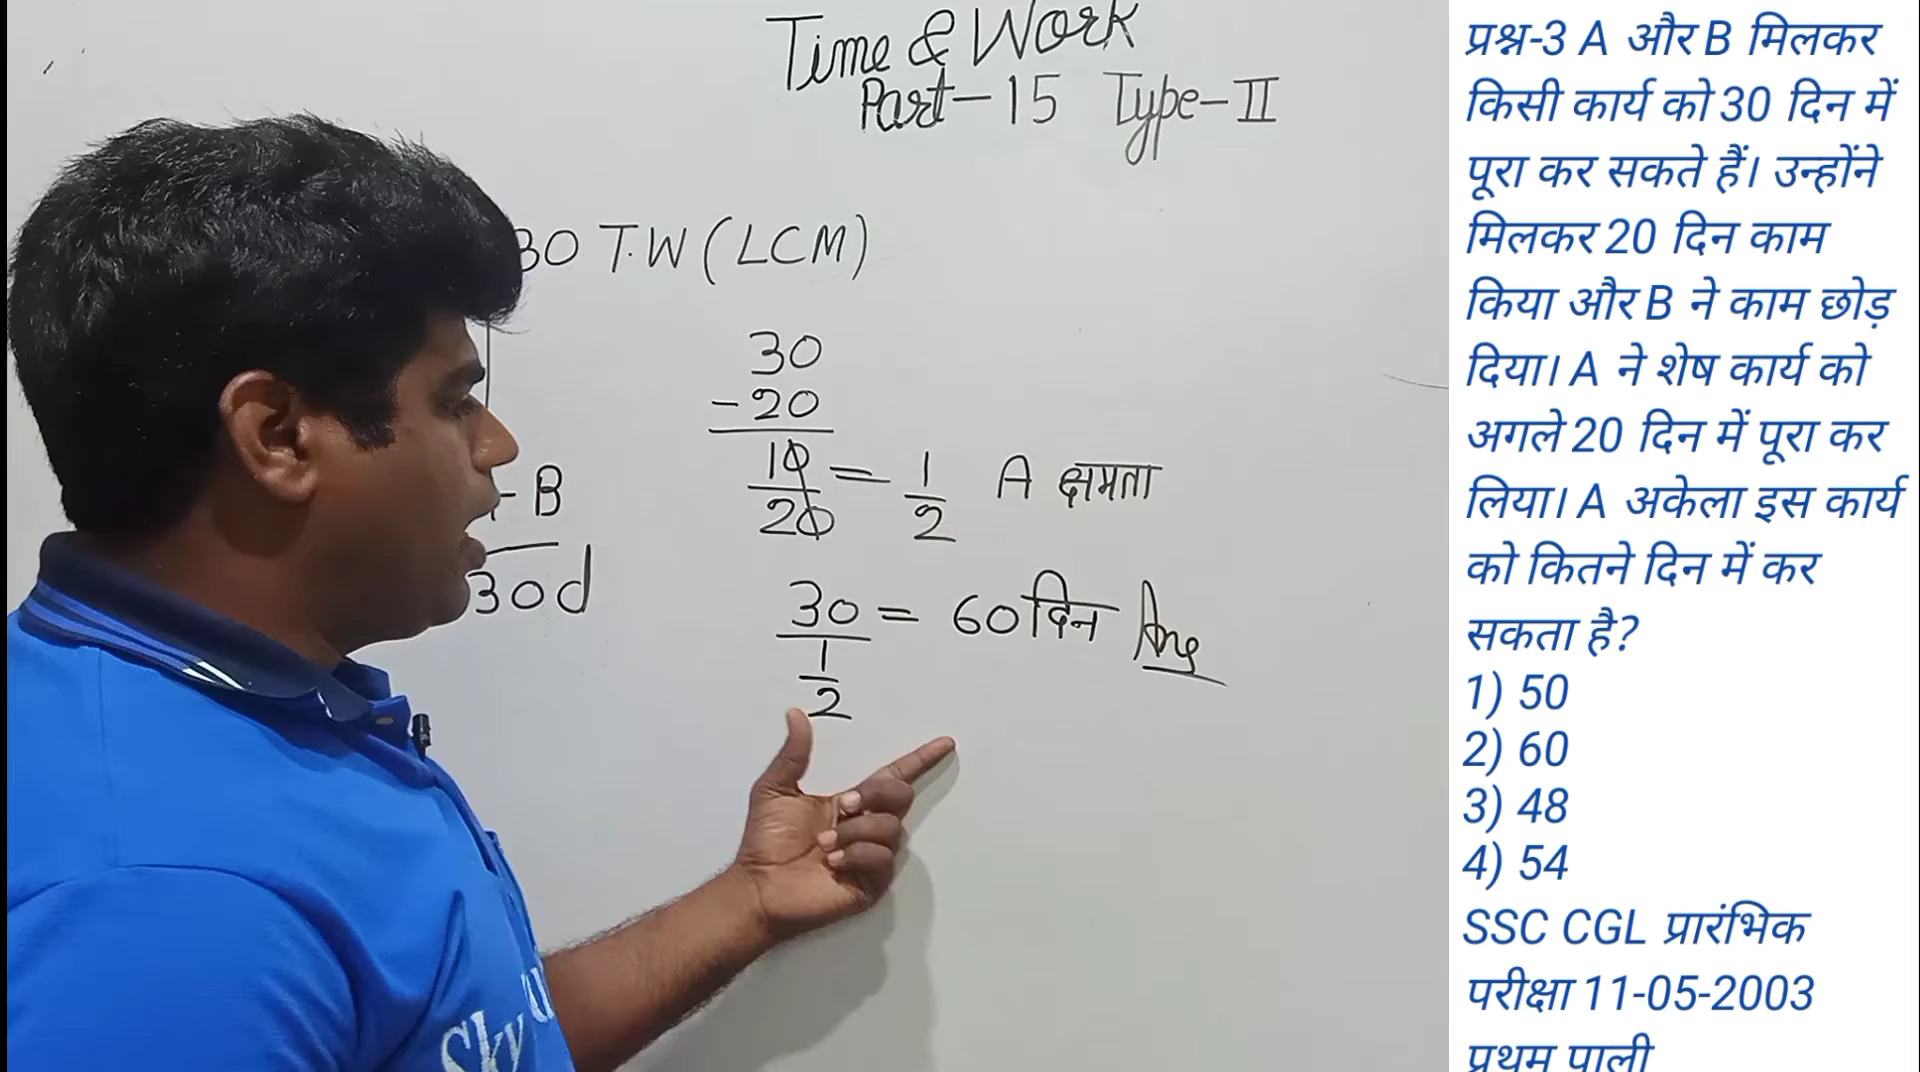 Time & Work
Part-15 Type-II
30 T.W (LCM)
30
-20
10/20 = 1/2 A क्षमता
B
30d
30/(1/2) = 60 दिन Ans
Sky
प्रश्न-3 A और B मिलकर
किसी कार्य को 30 दिन में
पूरा कर सकते हैं। उन्होंने
मिलकर 20 दिन काम
किया और B ने काम छोड़
दिया। A ने शेष कार्य को
अगले 20 दिन में पूरा कर
लिया। A अकेला इस कार्य
को कितने दिन में कर
सकता है?
1) 50
2) 60
3) 48
4) 54
SSC CGL प्रारंभिक
परीक्षा 11-05-2003
प्रथम पाली